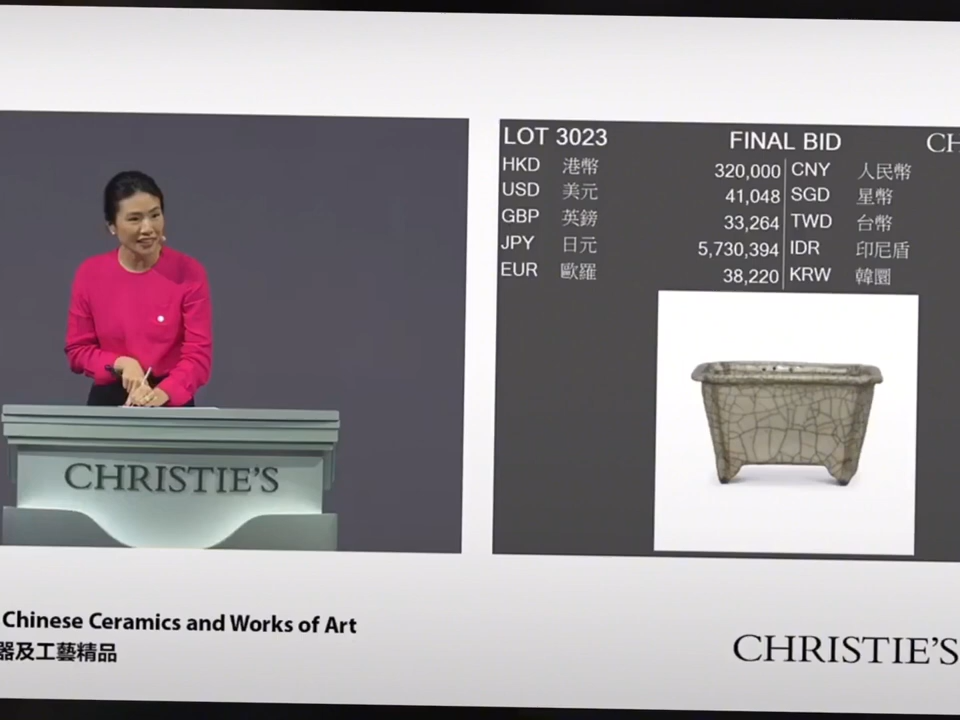 LOT 3023 FINAL BID CH
HKD 港幣 320,000 CNY 人民幣
USD 美元 41,048 SGD 星幣
GBP 英鎊 33,264 TWD 台幣
JPY 日元 5,730,394 IDR 印尼盾
EUR 歐羅 38,220 KRW 韓圜
CHRISTIE'S
Chinese Ceramics and Works of Art
器及工藝精品
CHRISTIE'S